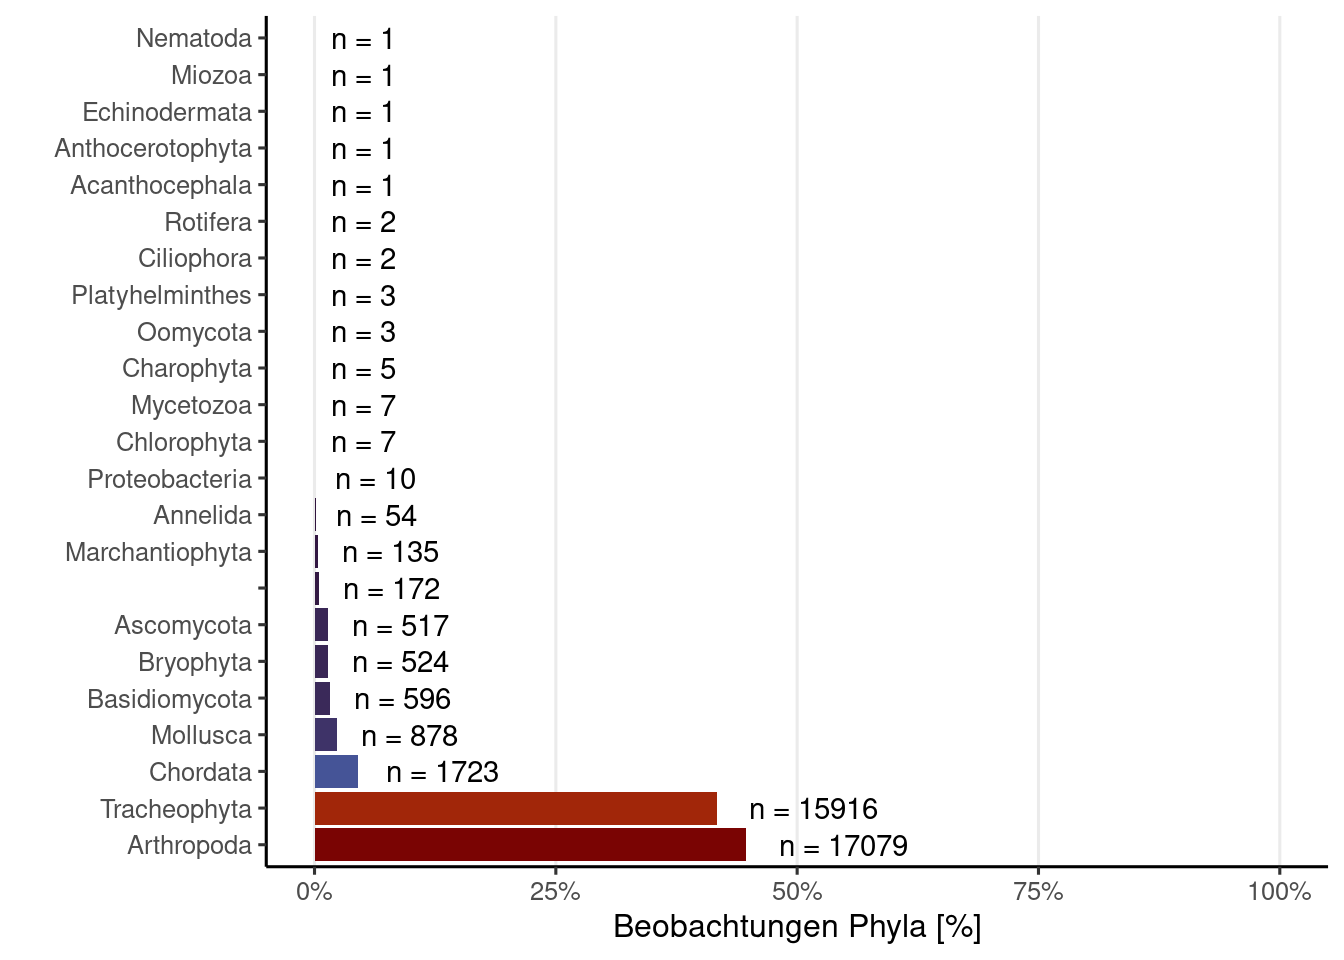 Nematoda n = 1
Miozoa n = 1
Echinodermata n = 1
Anthocerotophyta n = 1
Acanthocephala n = 1
Rotifera n = 2
Ciliophora n = 2
Platyhelminthes n = 3
Oomycota n = 3
Charophyta n = 5
Mycetozoa n = 7
Chlorophyta n = 7
Proteobacteria n = 10
Annelida n = 54
Marchantiophyta n = 135
n = 172
Ascomycota n = 517
Bryophyta n = 524
Basidiomycota n = 596
Mollusca n = 878
Chordata n = 1723
Tracheophyta n = 15916
Arthropoda n = 17079
0% 25% 50% 75% 100%
Beobachtungen Phyla [%]